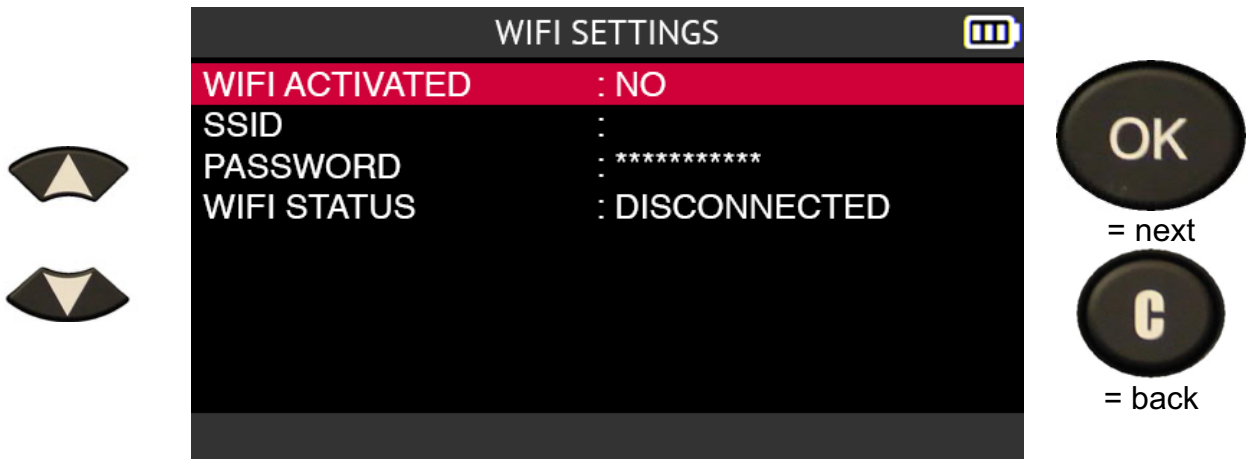 WIFI SETTINGS
WIFI ACTIVATED : NO
SSID :
PASSWORD : ***********
WIFI STATUS : DISCONNECTED
OK
= next
C
= back